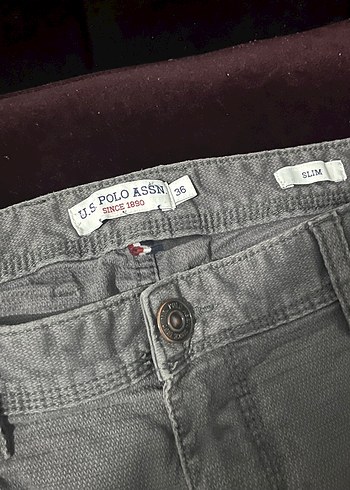 U.S. POLO ASSN.
SINCE 1890
36
SLIM